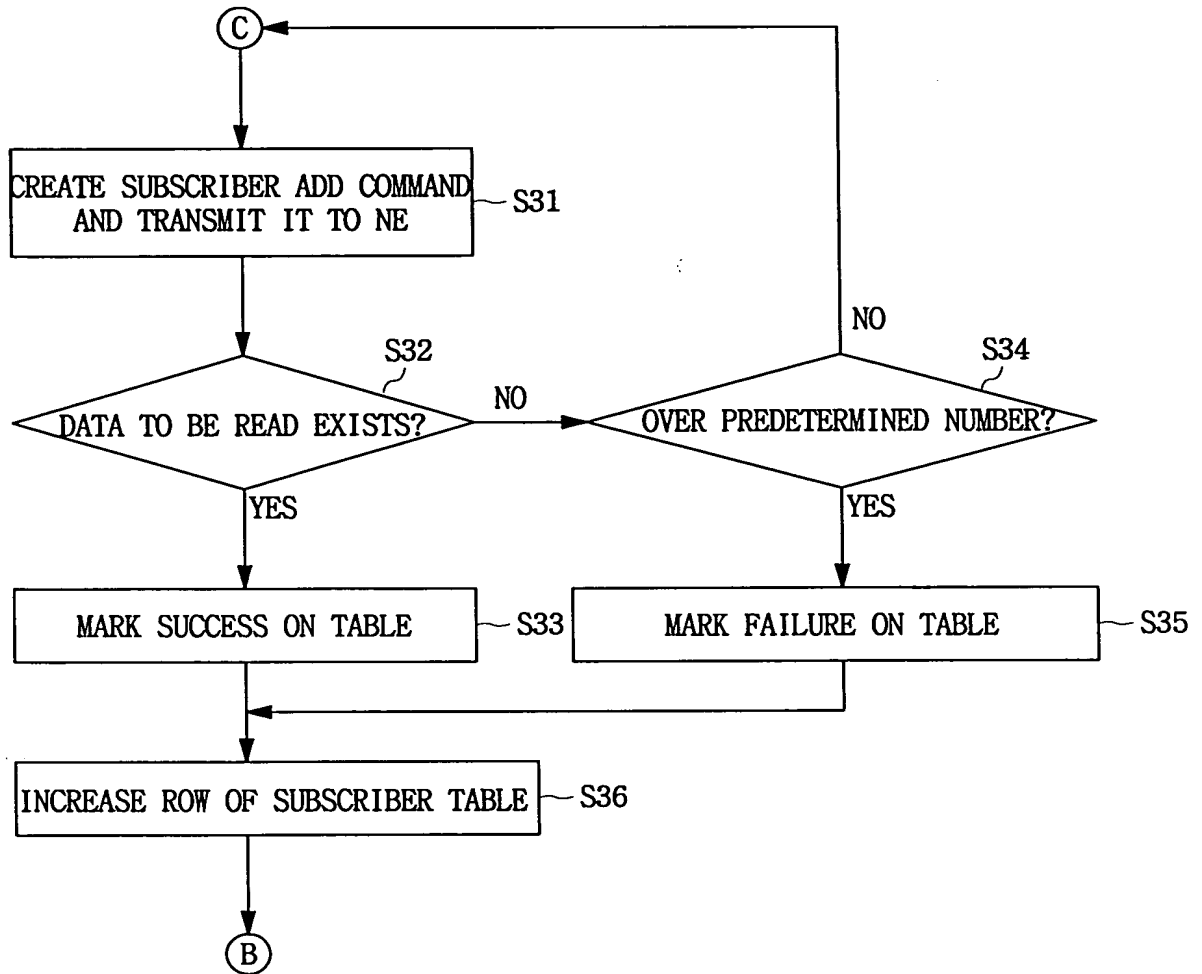 C
CREATE SUBSCRIBER ADD COMMAND
AND TRANSMIT IT TO NE
S31
NO
S32
S34
DATA TO BE READ EXISTS?
NO
OVER PREDETERMINED NUMBER?
YES
YES
MARK SUCCESS ON TABLE
S33
MARK FAILURE ON TABLE
S35
INCREASE ROW OF SUBSCRIBER TABLE
S36
B